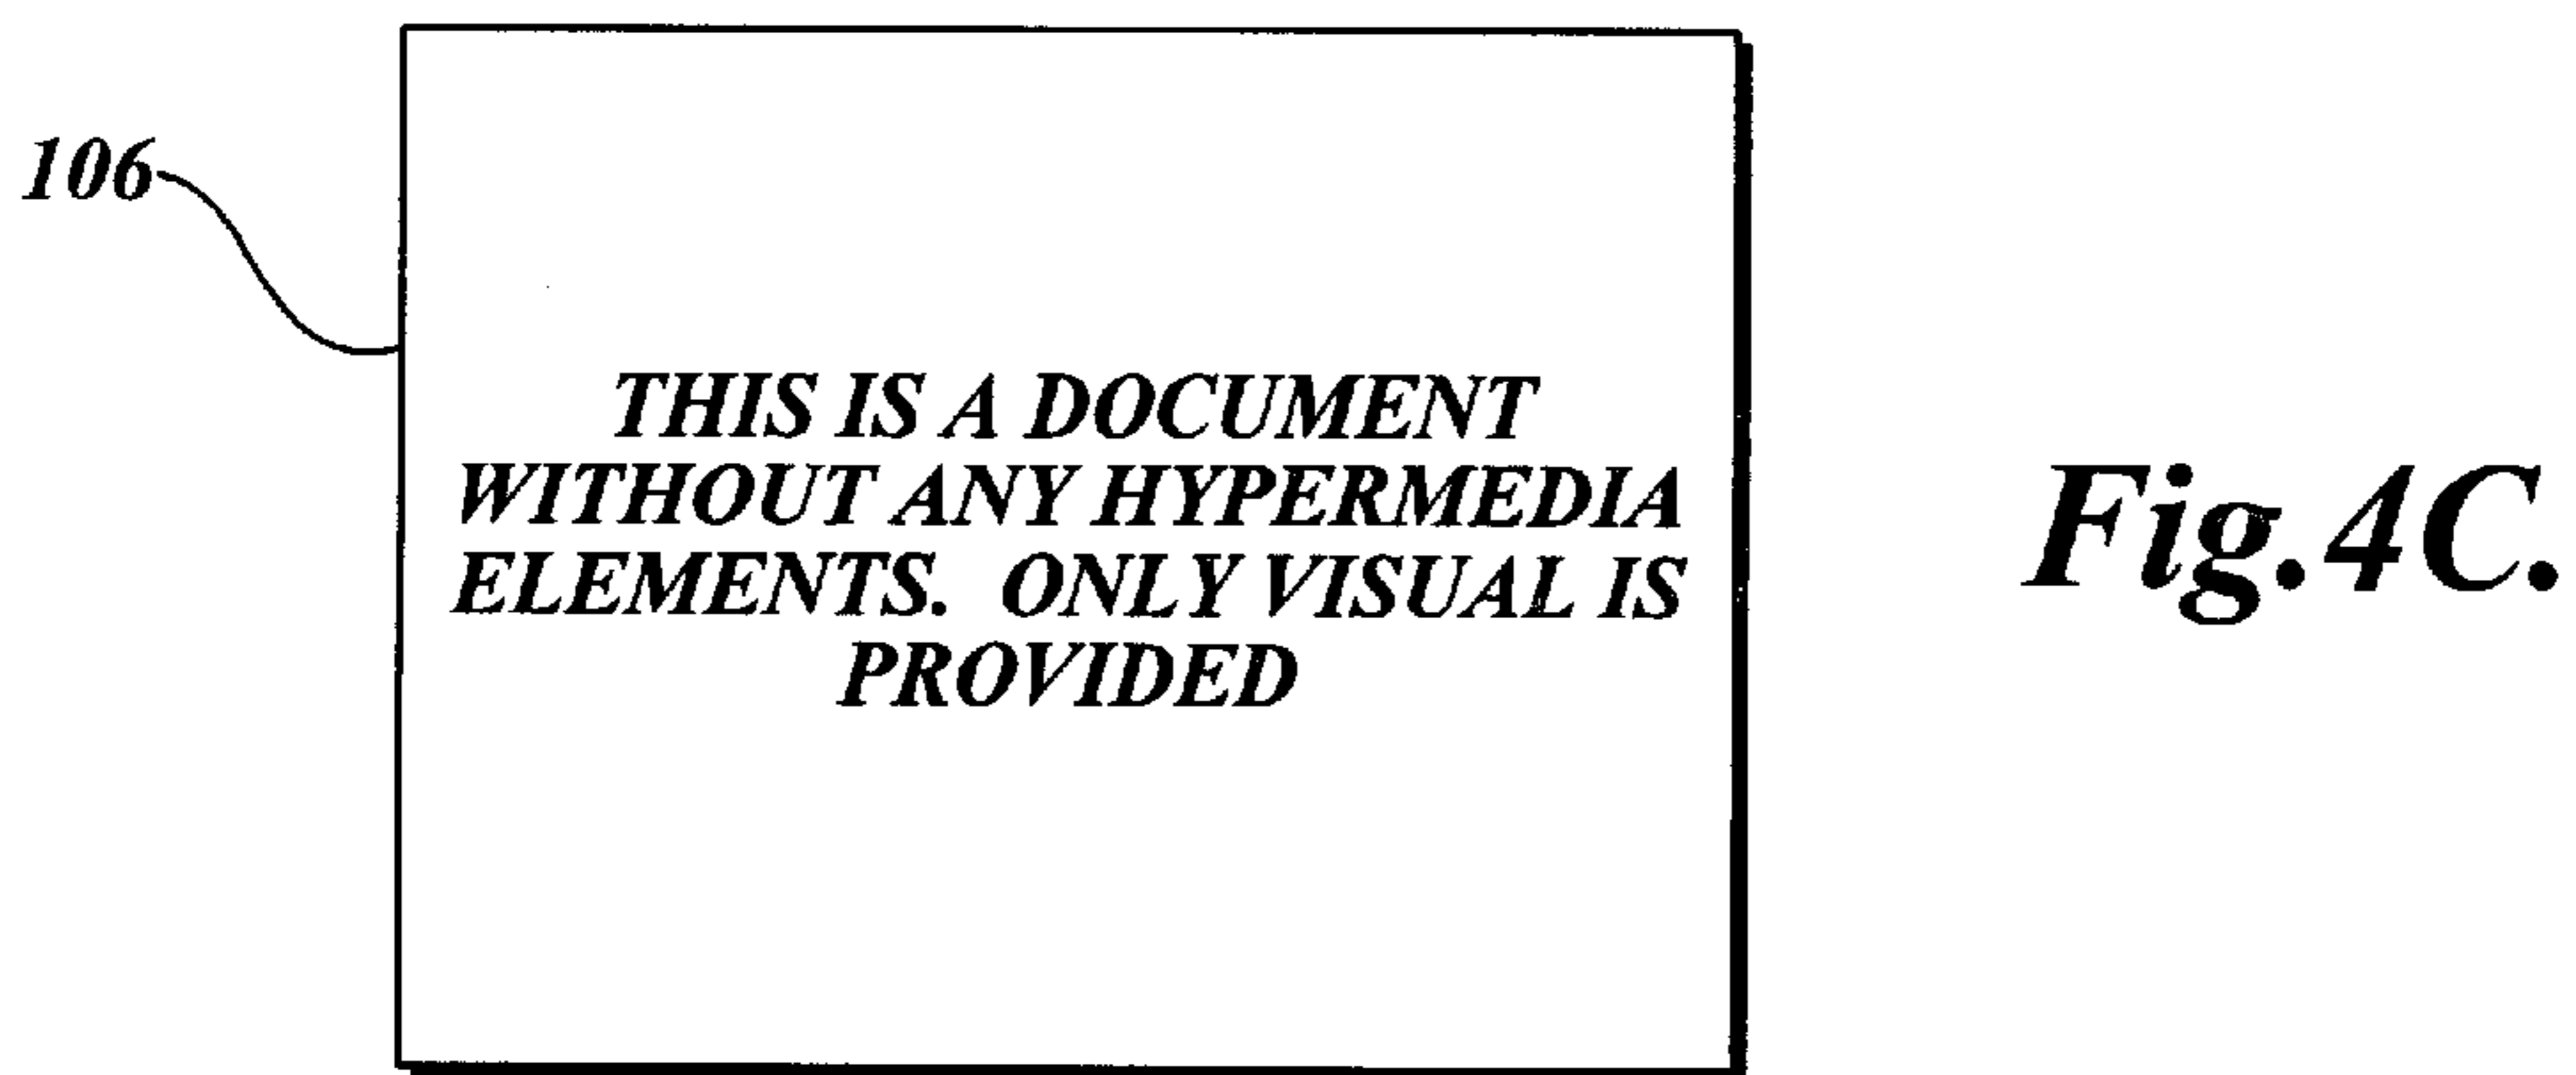 106
THIS IS A DOCUMENT
WITHOUT ANY HYPERMEDIA
ELEMENTS. ONLY VISUAL IS
PROVIDED
Fig.4C.